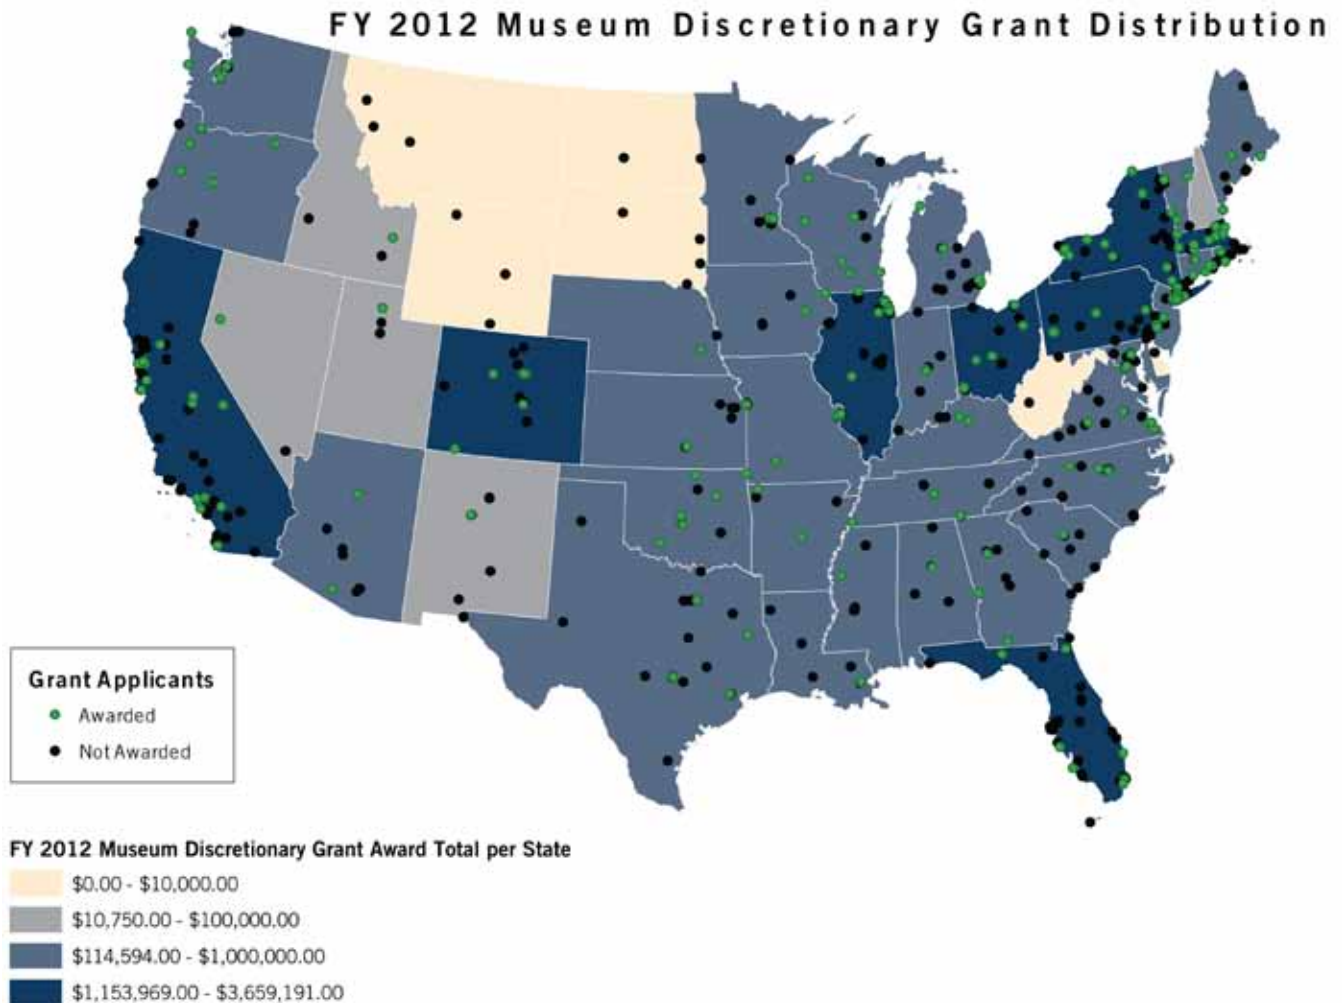 FY 2012 Museum Discretionary Grant Distribution
Grant Applicants
Awarded
Not Awarded
FY 2012 Museum Discretionary Grant Award Total per State
$0.00 - $10,000.00
$10,750.00 - $100,000.00
$114,594.00 - $1,000,000.00
$1,153,969.00 - $3,659,191.00